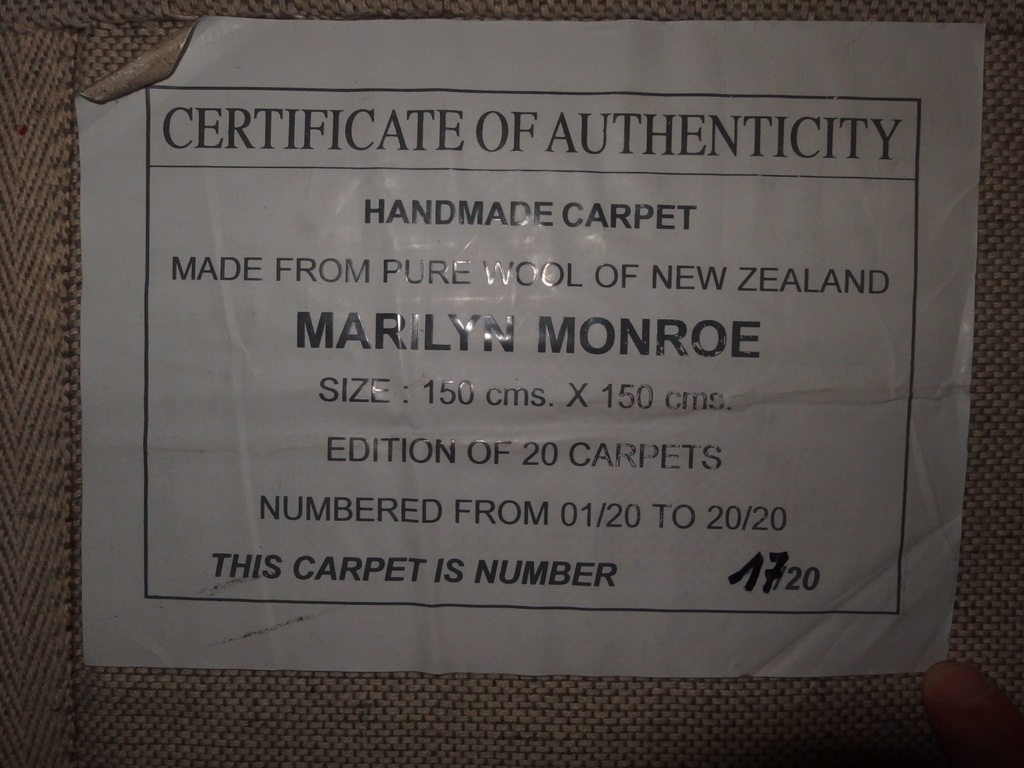 CERTIFICATE OF AUTHENTICITY
HANDMADE CARPET
MADE FROM PURE WOOL OF NEW ZEALAND
MARILYN MONROE
SIZE : 150 cms. X 150 cms.
EDITION OF 20 CARPETS
NUMBERED FROM 01/20 TO 20/20
THIS CARPET IS NUMBER 17/20